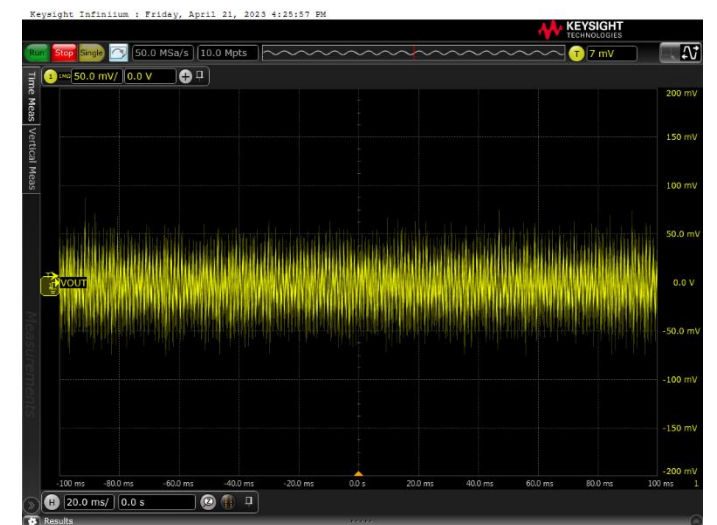 Keysight Infiniium : Friday, April 21, 2023 4:25:57 PM
KEYSIGHT
TECHNOLOGIES
Run Stop Single 50.0 MSa/s 10.0 Mpts T 7 mV
1 1MΩ 50.0 mV/ 0.0 V
Time Meas
Vertical Meas
Measurements
200 mV
150 mV
100 mV
50.0 mV
0.0 V
-50.0 mV
-100 mV
-150 mV
-200 mV
VOUT
-100 ms -80.0 ms -60.0 ms -40.0 ms -20.0 ms 0.0 s 20.0 ms 40.0 ms 60.0 ms 80.0 ms 100 ms 1
H 20.0 ms/ 0.0 s
Results